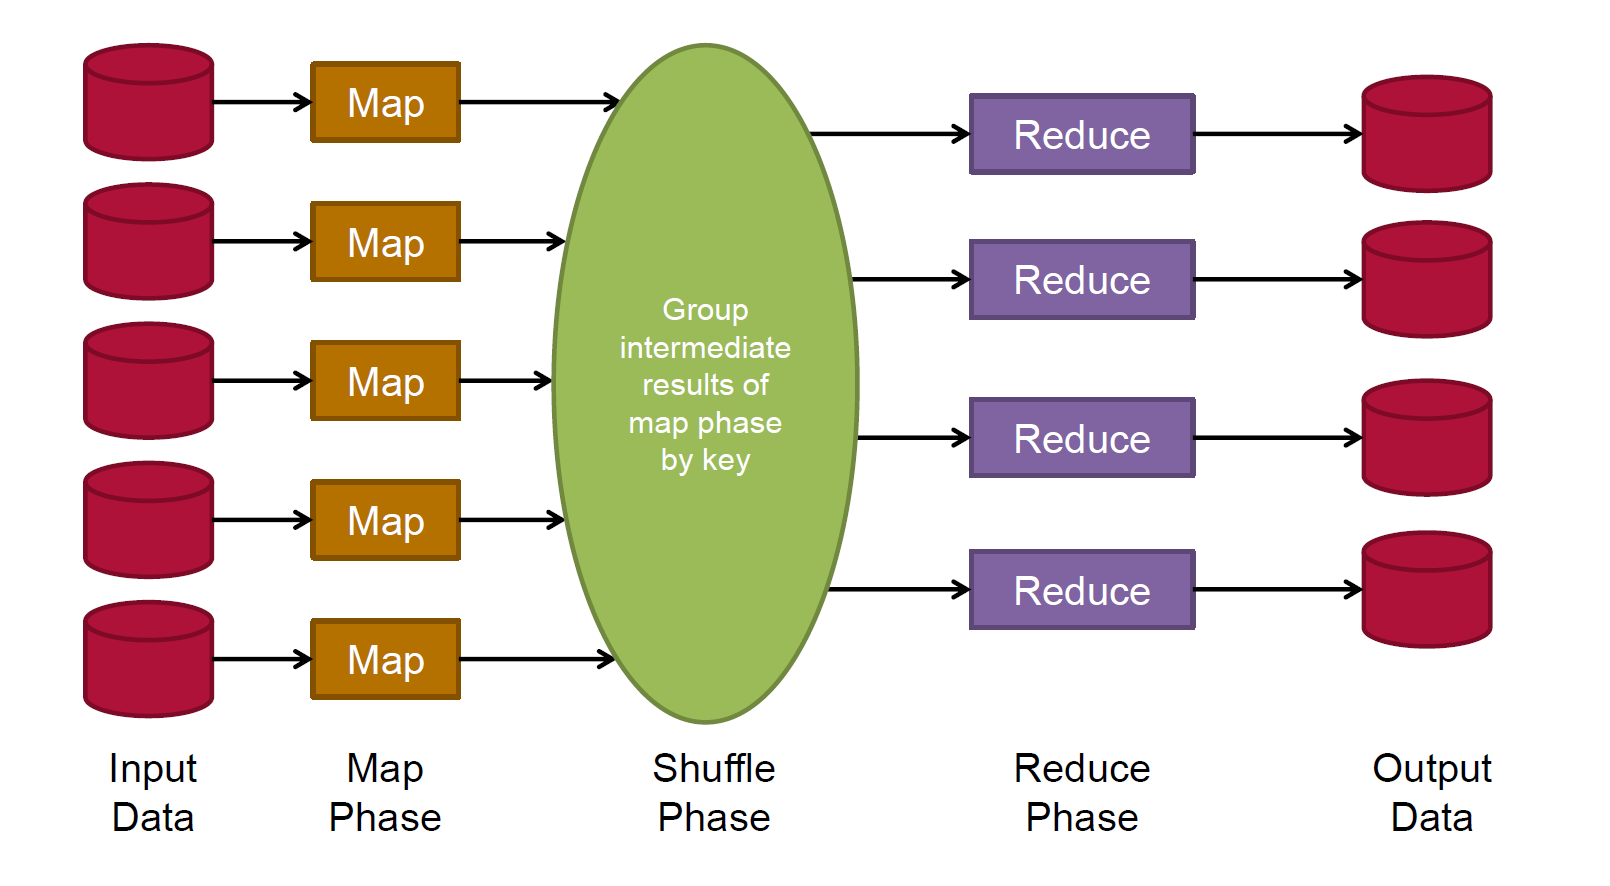 Map
Map
Map
Map
Map
Group
intermediate
results of
map phase
by key
Reduce
Reduce
Reduce
Reduce
Input
Data
Map
Phase
Shuffle
Phase
Reduce
Phase
Output
Data